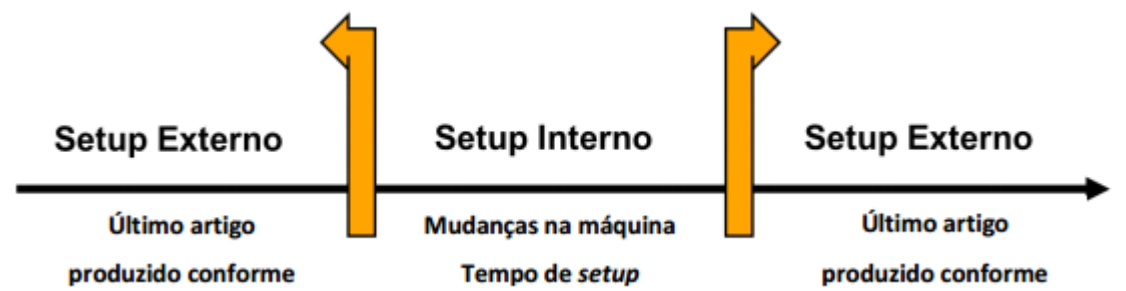 Setup Externo
Setup Interno
Setup Externo
Último artigo
produzido conforme
Mudanças na máquina
Tempo de setup
Último artigo
produzido conforme